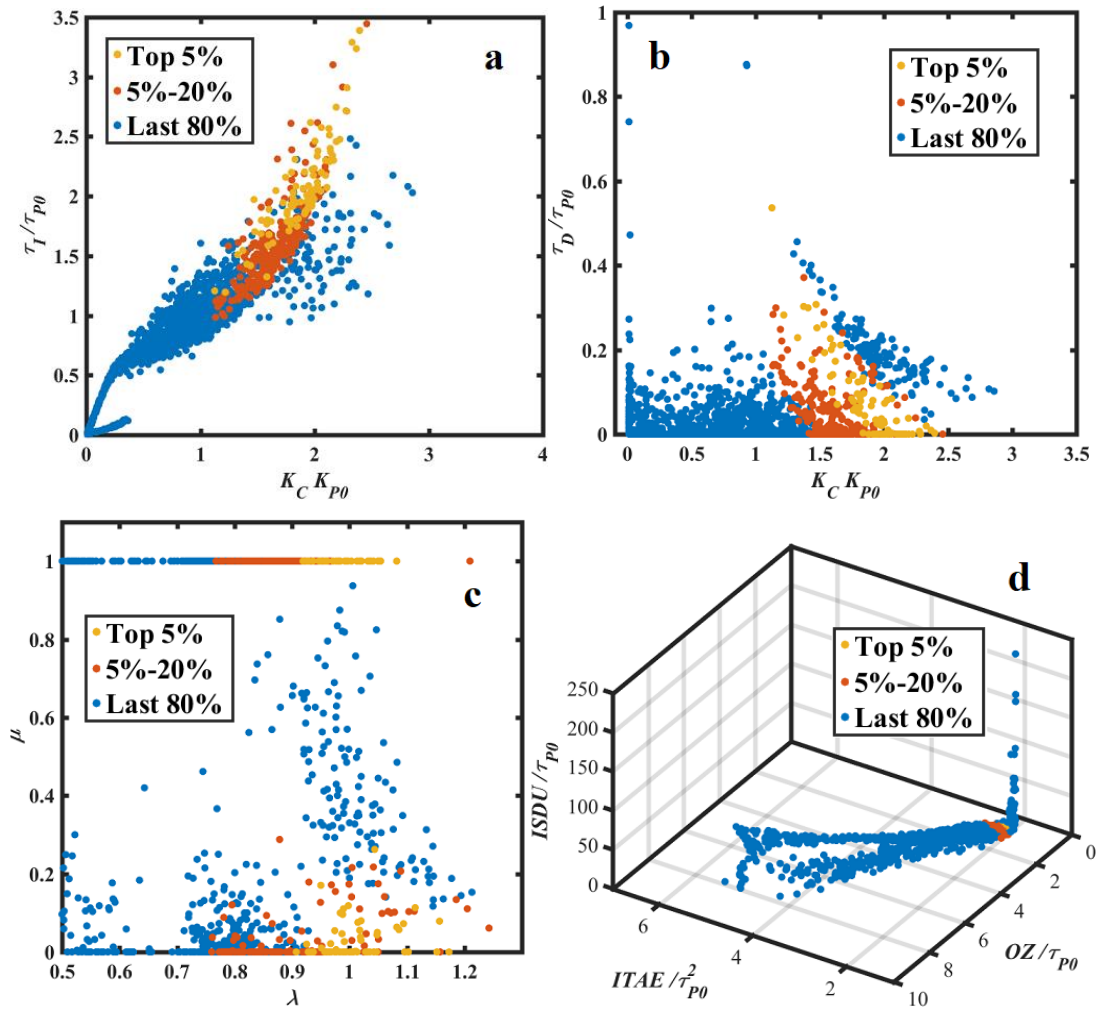 a
Top 5%
5%-20%
Last 80%
3.5
3
2.5
2
1.5
1
0.5
0
τI/τP0
0 1 2 3 4
KC KP0
b
Top 5%
5%-20%
Last 80%
1
0.8
0.6
0.4
0.2
0
τD/τP0
0 0.5 1 1.5 2 2.5 3 3.5
KC KP0
c
Top 5%
5%-20%
Last 80%
1
0.8
0.6
0.4
0.2
0
μ
0.5 0.6 0.7 0.8 0.9 1 1.1 1.2
λ
d
Top 5%
5%-20%
Last 80%
250
200
150
100
50
0
ISDU/τP0
6 4 2
ITAE/τ²P0
0
2
4
6
8
10
OZ/τP0